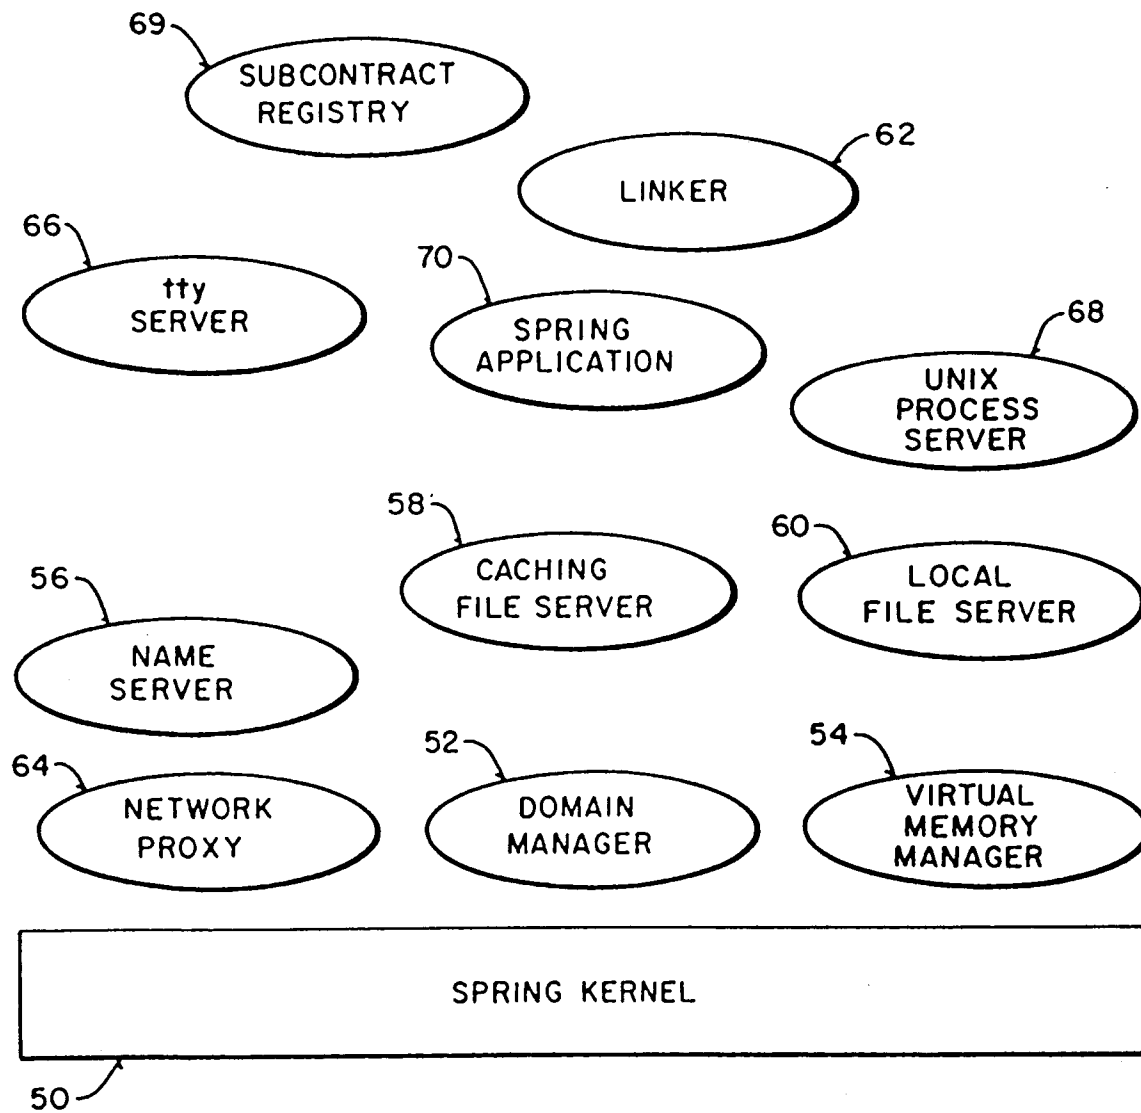 69
SUBCONTRACT
REGISTRY
62
LINKER
66
tty
SERVER
70
SPRING
APPLICATION
68
UNIX
PROCESS
SERVER
58
CACHING
FILE SERVER
60
LOCAL
FILE SERVER
56
NAME
SERVER
64
NETWORK
PROXY
52
DOMAIN
MANAGER
54
VIRTUAL
MEMORY
MANAGER
SPRING KERNEL
50